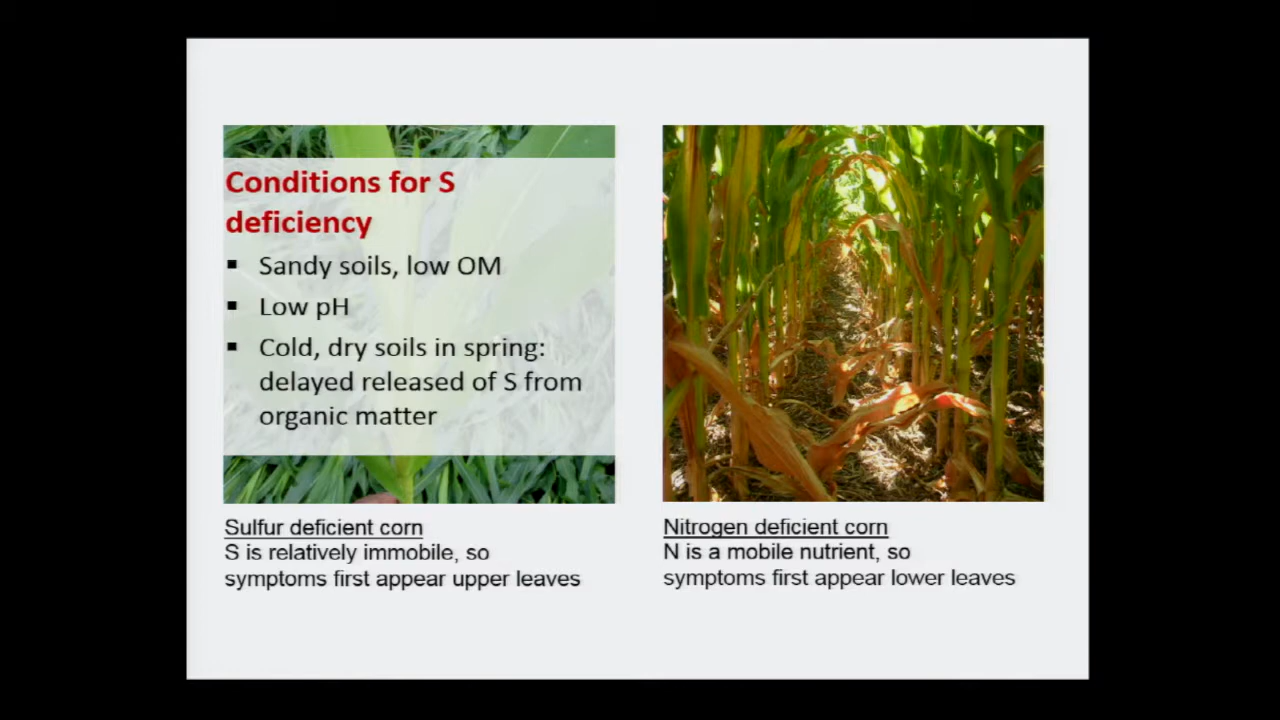 Conditions for S
deficiency
▪ Sandy soils, low OM
▪ Low pH
▪ Cold, dry soils in spring:
delayed released of S from
organic matter
Sulfur deficient corn
S is relatively immobile, so
symptoms first appear upper leaves
Nitrogen deficient corn
N is a mobile nutrient, so
symptoms first appear lower leaves